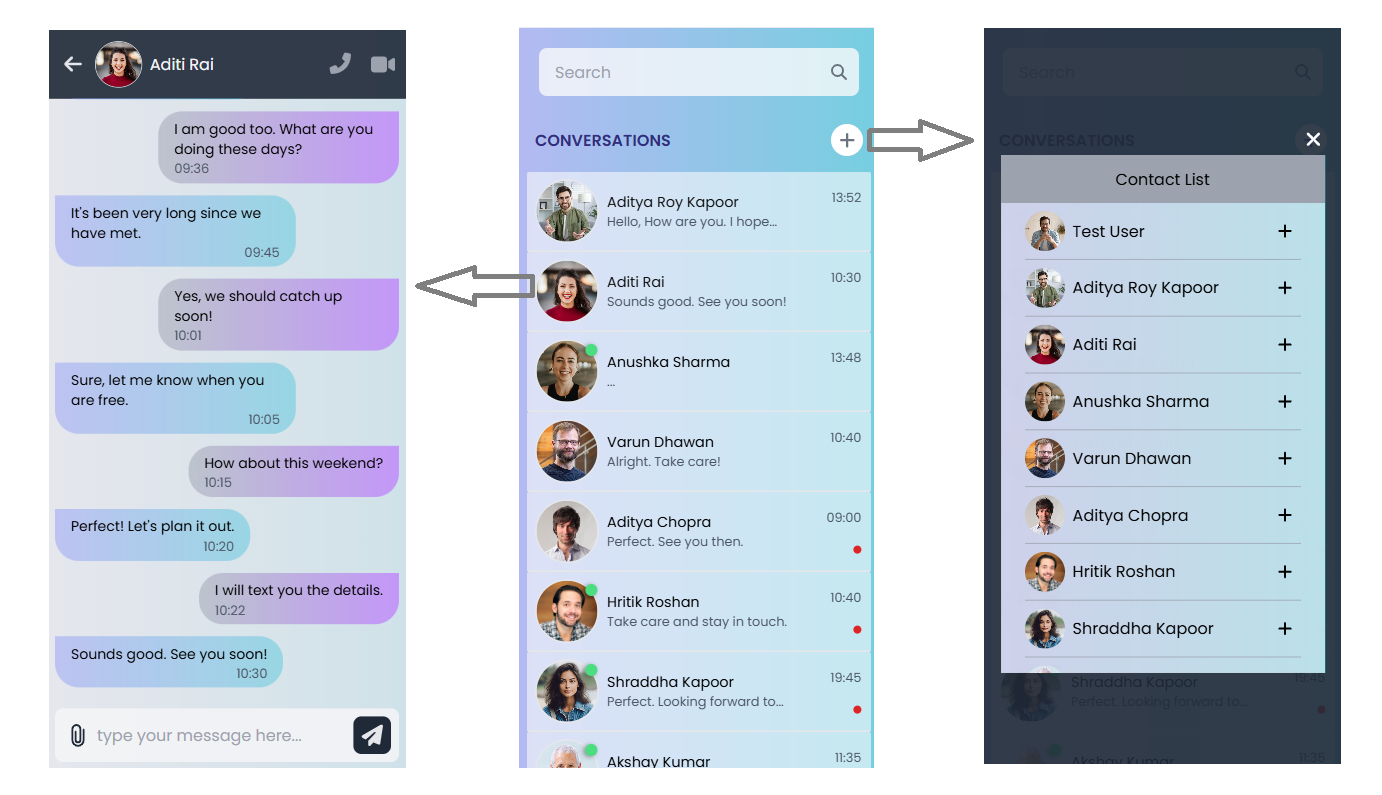 Aditi Rai
I am good too. What are you
doing these days?
09:36
It's been very long since we
have met.
09:45
Yes, we should catch up
soon!
10:01
Sure, let me know when you
are free.
10:05
How about this weekend?
10:15
Perfect! Let's plan it out.
10:20
I will text you the details.
10:22
Sounds good. See you soon!
10:30
type your message here...
Search
CONVERSATIONS
Aditya Roy Kapoor 13:52
Hello, How are you. I hope...
Aditi Rai 10:30
Sounds good. See you soon!
Anushka Sharma 13:48
...
Varun Dhawan 10:40
Alright. Take care!
Aditya Chopra 09:00
Perfect. See you then.
Hritik Roshan 10:40
Take care and stay in touch.
Shraddha Kapoor 19:45
Perfect. Looking forward to...
Akshay Kumar 11:35
Search
CONVERSATIONS
Contact List
Test User
Aditya Roy Kapoor
Aditi Rai
Anushka Sharma
Varun Dhawan
Aditya Chopra
Hritik Roshan
Shraddha Kapoor
Shraddha Kapoor 19:45
Perfect. Looking forward to...
Akshay Kumar 11:35